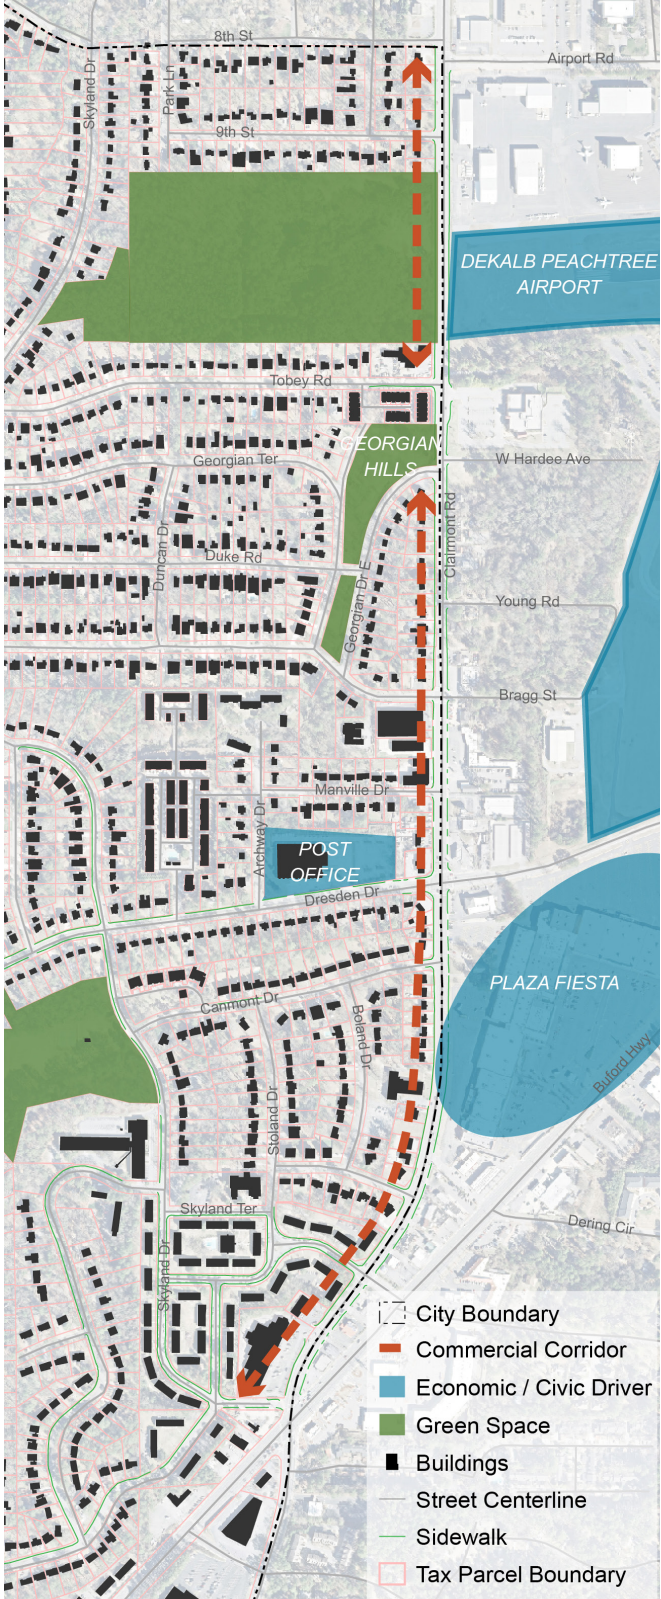 8th St
Airport Rd
Skyland Dr
Park Ln
9th St
DEKALB PEACHTREE
AIRPORT
Tobey Rd
GEORGIAN
HILLS
Georgian Ter
W Hardee Ave
Clairmont Rd
Duncan Dr
Duke Rd
Georgian Dr E
Young Rd
Bragg St
Manville Dr
Archway Dr
POST
OFFICE
Dresden Dr
PLAZA FIESTA
Canmont Dr
Boland Dr
Buford Hwy
Stoland Dr
Skyland Ter
Dering Cir
Skyland Dr
City Boundary
Commercial Corridor
Economic / Civic Driver
Green Space
Buildings
Street Centerline
Sidewalk
Tax Parcel Boundary